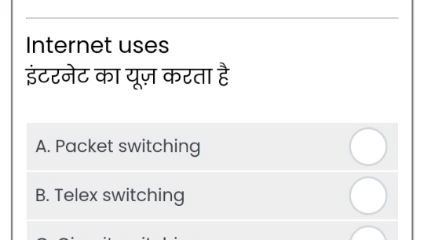 Internet uses
इंटरनेट का यूज़ करता है
A. Packet switching
B. Telex switching